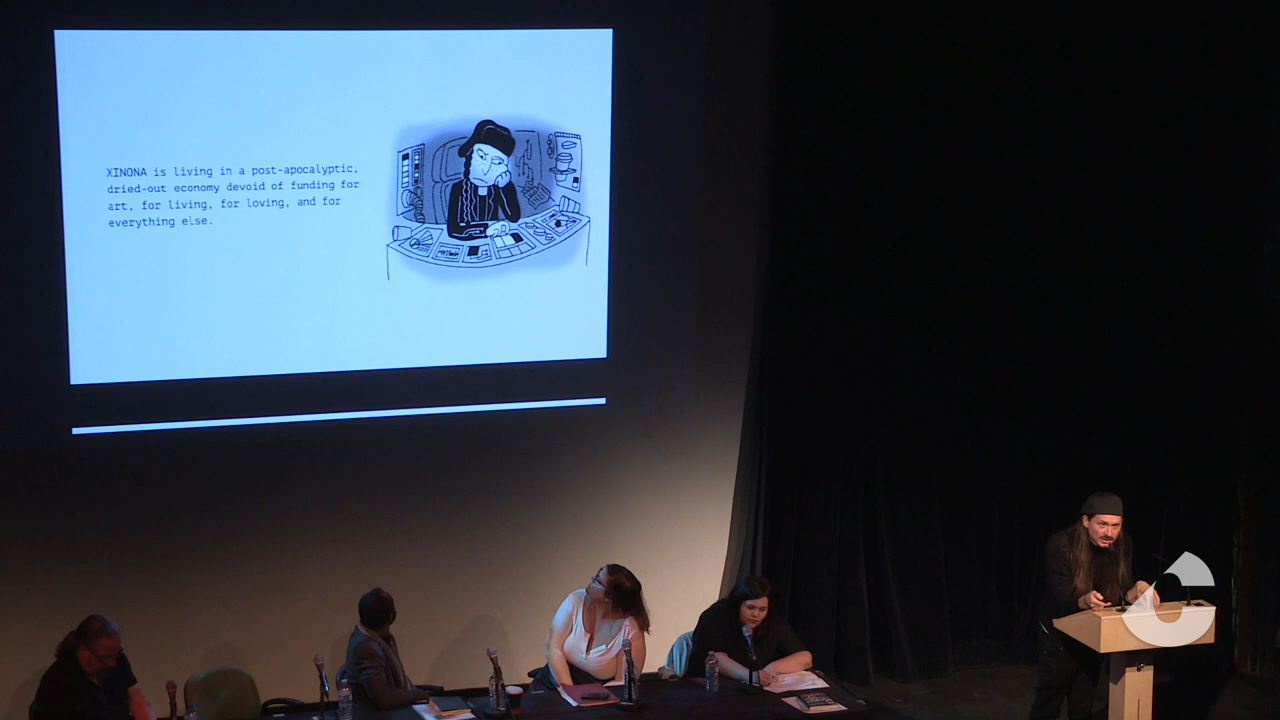 XINONA is living in a post-apocalyptic,
dried-out economy devoid of funding for
art, for living, for loving, and for
everything else.